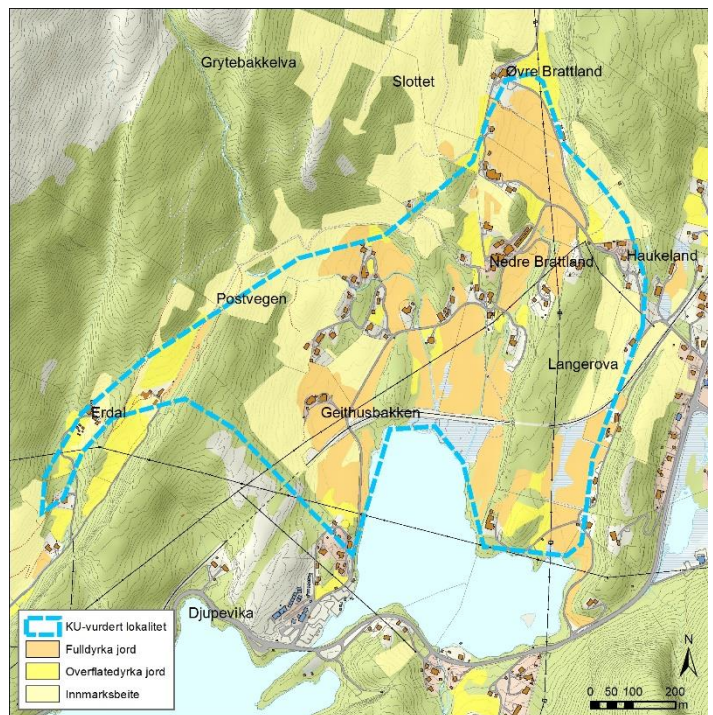 Grytebakkelva
Slottet
Øvre Brattland
Nedre Brattland
Haukeland
Postvegen
Langerova
Erdal
Geithusbakken
Djupevika
KU-vurdert lokalitet
Fulldyrka jord
Overflatedyrka jord
Innmarksbeite
N
0 50 100 200
m